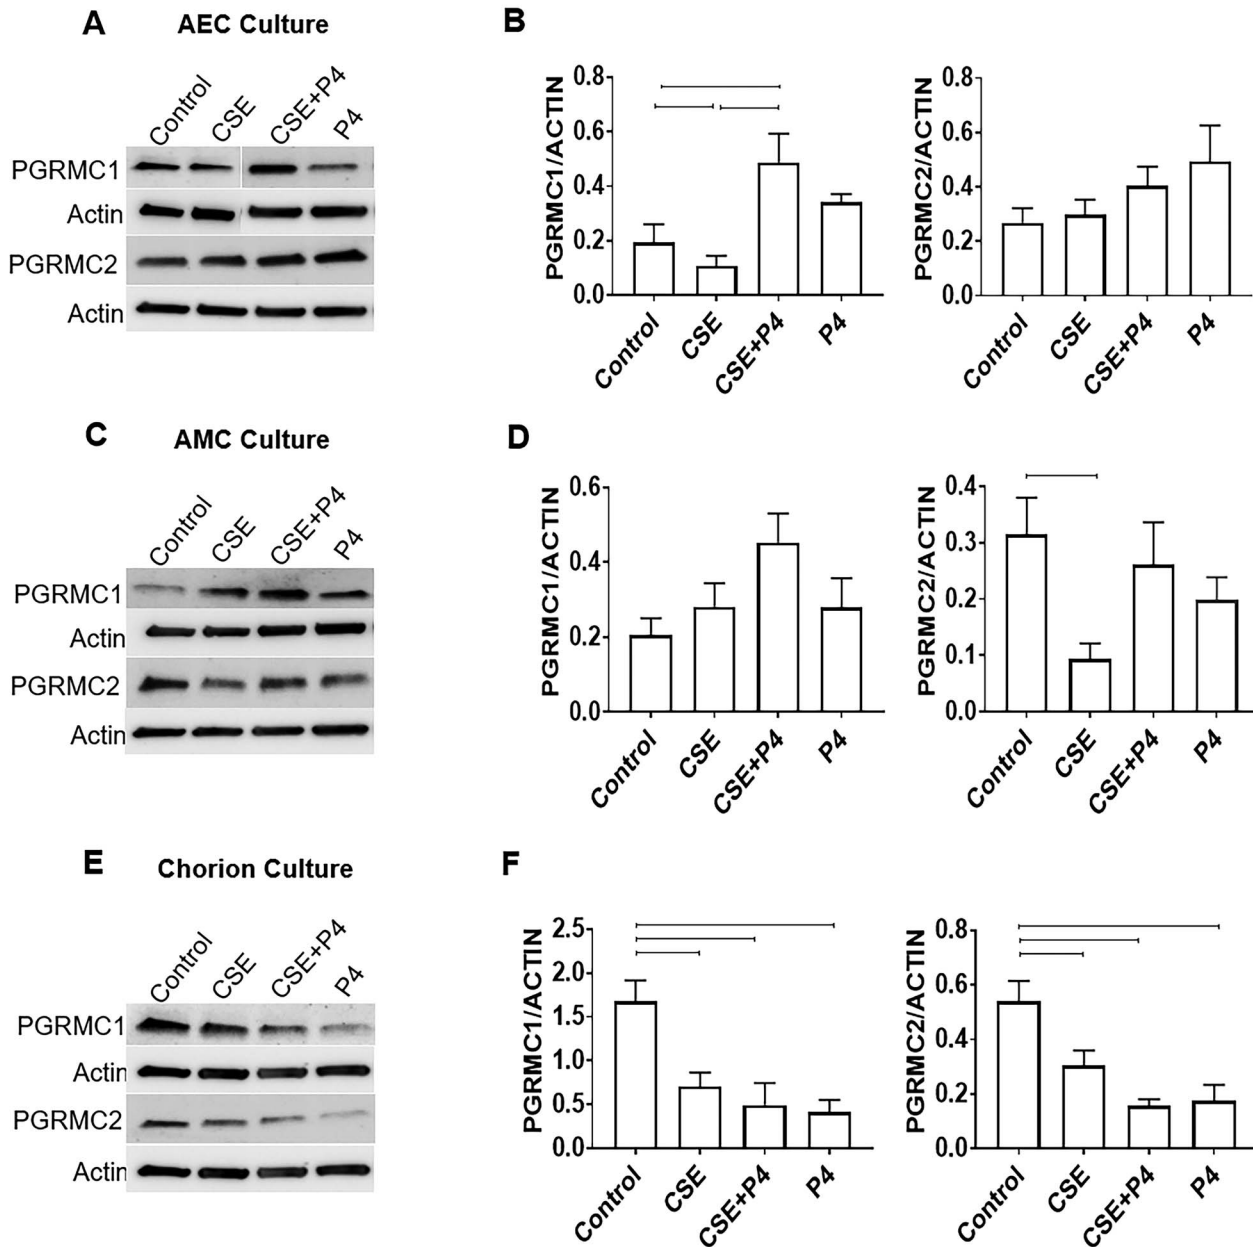 A
AEC Culture
Control CSE CSE+P4 P4
PGRMC1
Actin
PGRMC2
Actin
B
PGRMC1/ACTIN
0.8
0.6
0.4
0.2
0.0
Control CSE CSE+P4 P4
PGRMC2/ACTIN
0.8
0.6
0.4
0.2
0.0
Control CSE CSE+P4 P4
C
AMC Culture
Control CSE CSE+P4 P4
PGRMC1
Actin
PGRMC2
Actin
D
PGRMC1/ACTIN
0.6
0.4
0.2
0.0
Control CSE CSE+P4 P4
PGRMC2/ACTIN
0.4
0.3
0.2
0.1
0.0
Control CSE CSE+P4 P4
E
Chorion Culture
Control CSE CSE+P4 P4
PGRMC1
Actin
PGRMC2
Actin
F
PGRMC1/ACTIN
2.5
2.0
1.5
1.0
0.5
0.0
Control CSE CSE+P4 P4
PGRMC2/ACTIN
0.8
0.6
0.4
0.2
0.0
Control CSE CSE+P4 P4